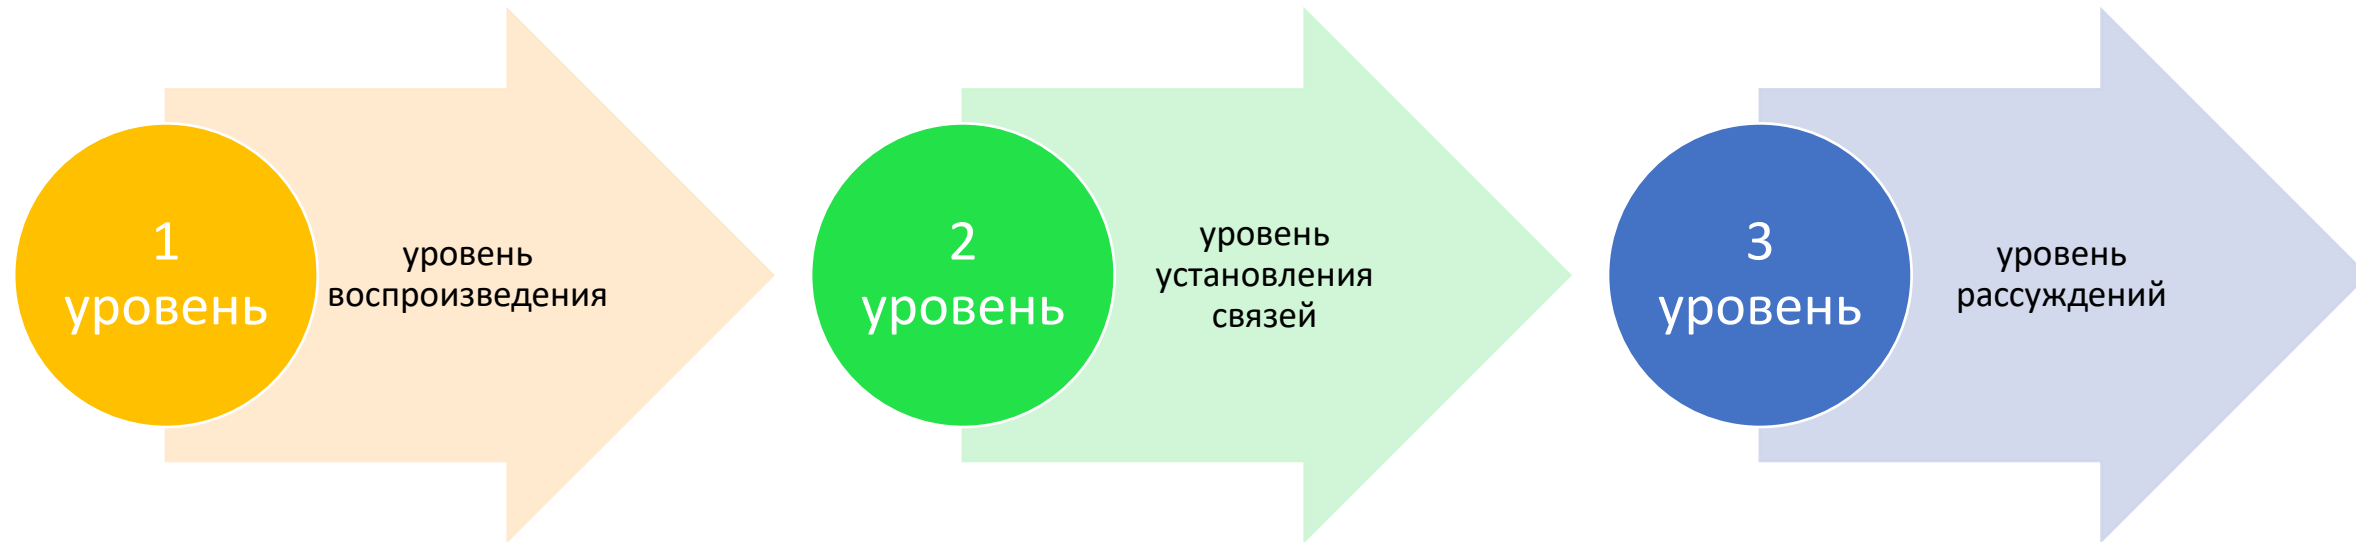 1
уровень
уровень
воспроизведения
2
уровень
уровень
установления
связей
3
уровень
уровень
рассуждений